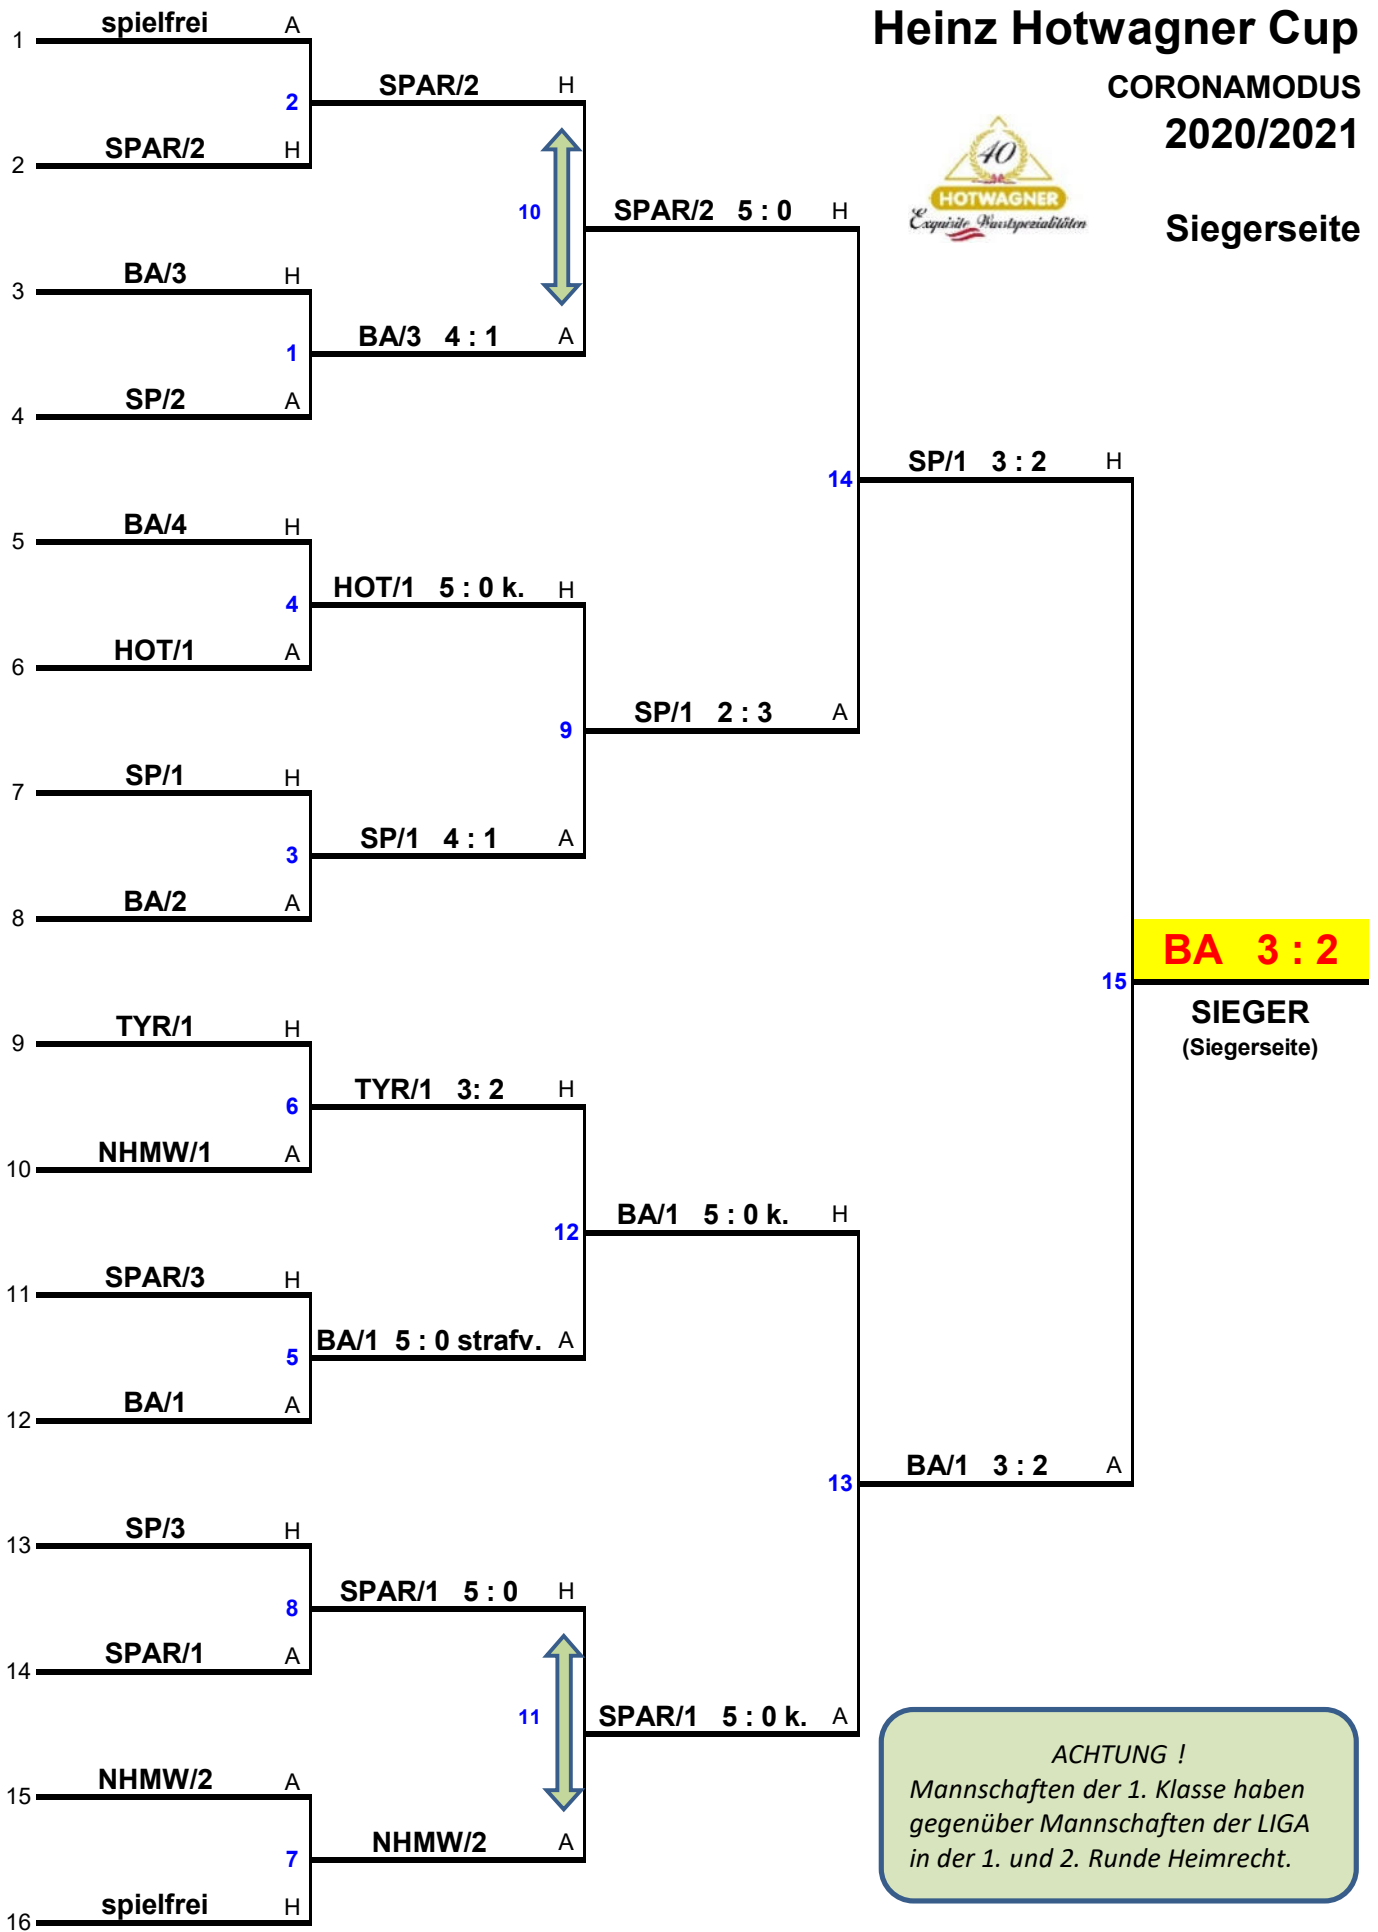 Heinz Hotwagner Cup
CORONAMODUS
2020/2021
Siegerseite
40
HOTWAGNER
Exquisite Wurstspezialitäten
1 spielfrei A
2 SPAR/2 H
2 SPAR/2 H
3 BA/3 H
4 SP/2 A
1 BA/3 4 : 1 A
10 SPAR/2 5 : 0 H
5 BA/4 H
6 HOT/1 A
4 HOT/1 5 : 0 k. H
7 SP/1 H
8 BA/2 A
3 SP/1 4 : 1 A
9 SP/1 2 : 3 A
14 SP/1 3 : 2 H
9 TYR/1 H
10 NHMW/1 A
6 TYR/1 3: 2 H
11 SPAR/3 H
12 BA/1 A
5 BA/1 5 : 0 strafv. A
12 BA/1 5 : 0 k. H
13 SP/3 H
14 SPAR/1 A
8 SPAR/1 5 : 0 H
15 NHMW/2 A
16 spielfrei H
7 NHMW/2 A
11 SPAR/1 5 : 0 k. A
13 BA/1 3 : 2 A
15 BA 3 : 2
SIEGER
(Siegerseite)
ACHTUNG !
Mannschaften der 1. Klasse haben
gegenüber Mannschaften der LIGA
in der 1. und 2. Runde Heimrecht.